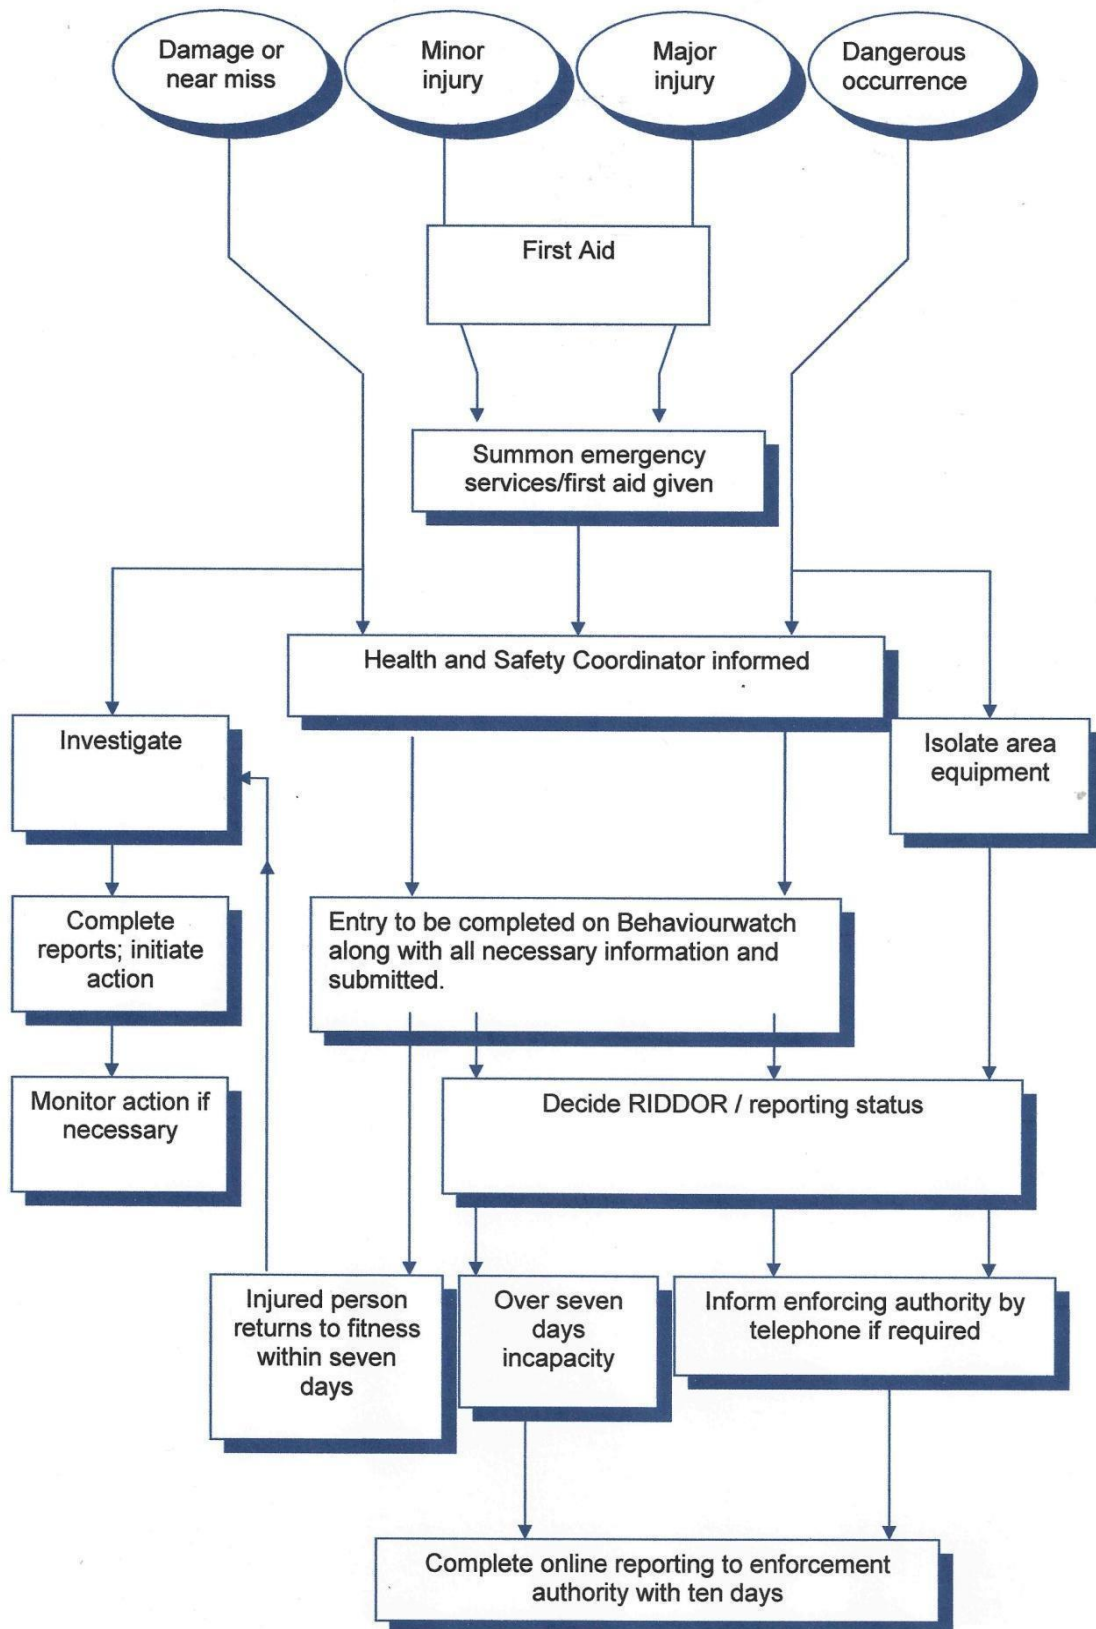 Damage or
near miss
Minor
injury
Major
injury
Dangerous
occurrence
First Aid
Summon emergency
services/first aid given
Health and Safety Coordinator informed
Investigate
Isolate area
equipment
Complete
reports; initiate
action
Entry to be completed on Behaviourwatch
along with all necessary information and
submitted.
Monitor action if
necessary
Decide RIDDOR / reporting status
Injured person
returns to fitness
within seven
days
Over seven
days
incapacity
Inform enforcing authority by
telephone if required
Complete online reporting to enforcement
authority with ten days